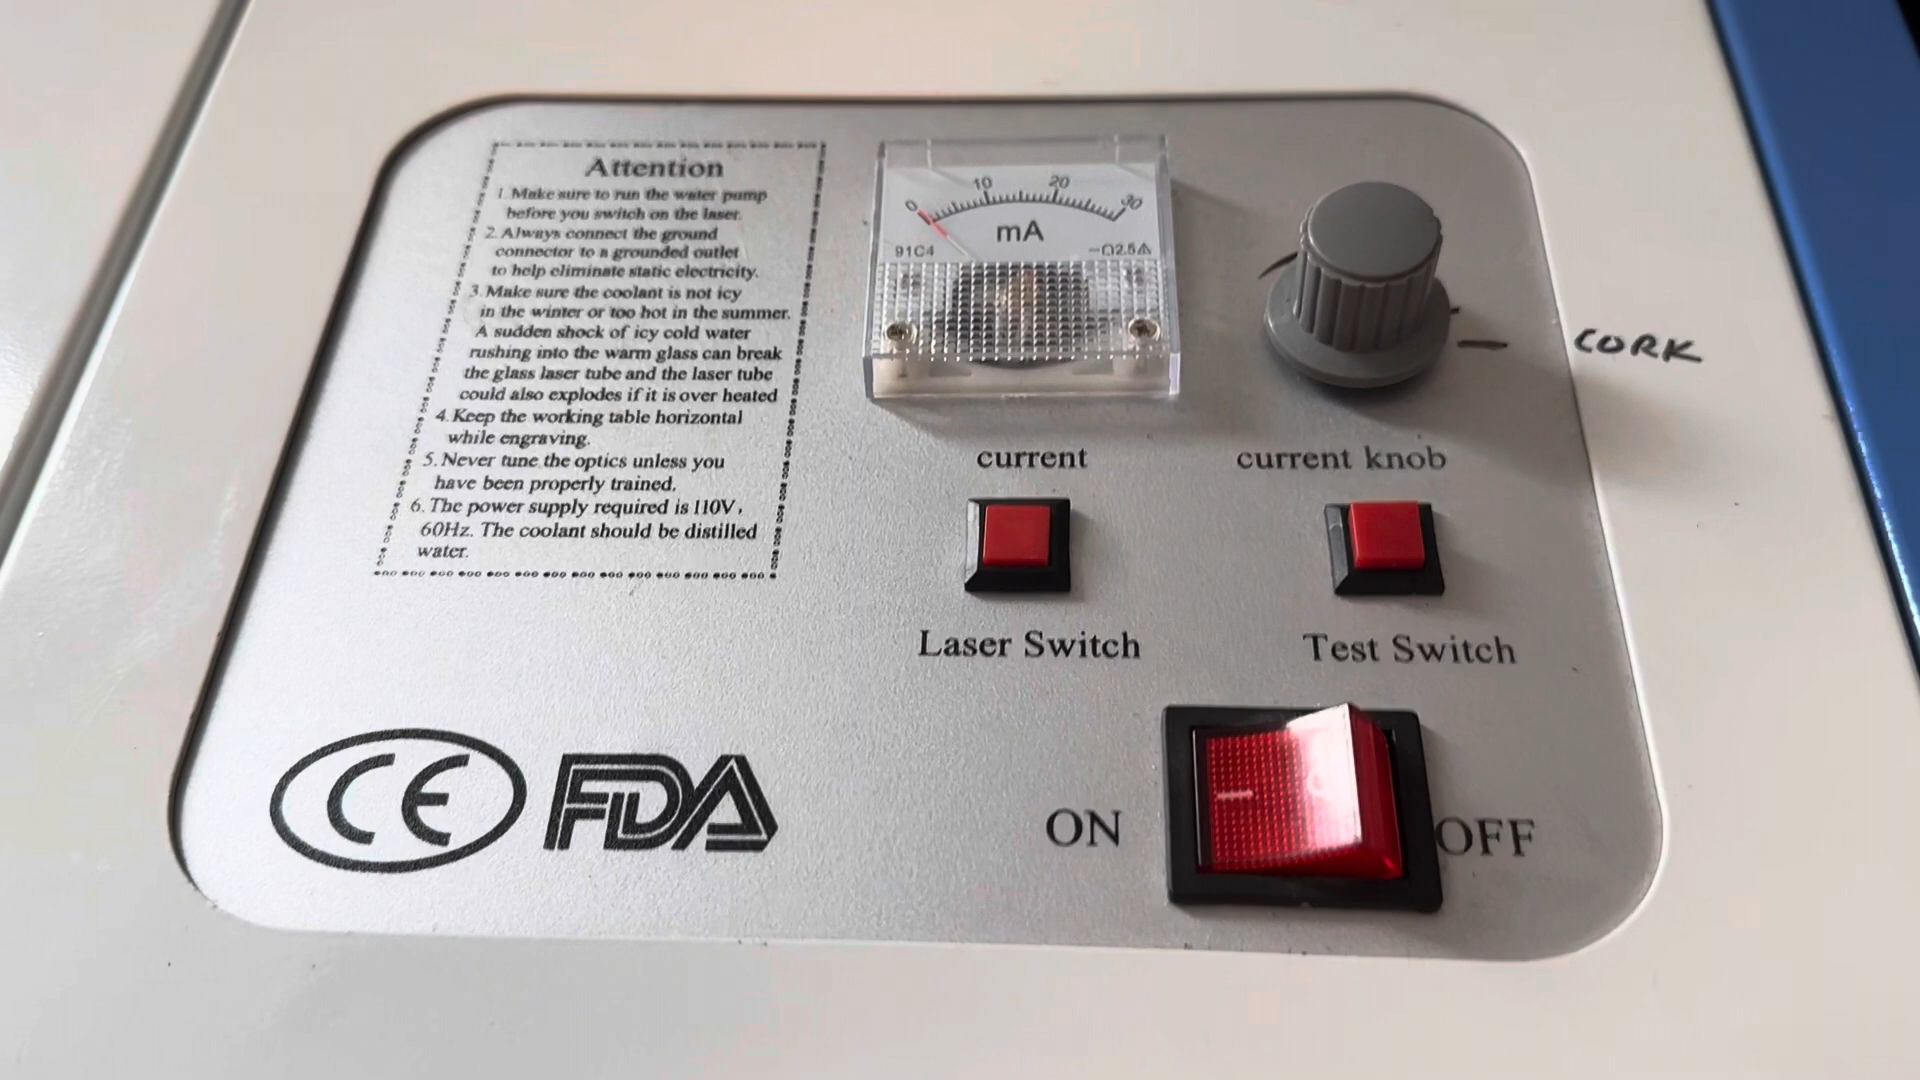 Attention
1. Make sure to run the water pump
before you switch on the laser.
2. Always connect the ground
connector to a grounded outlet
to help eliminate static electricity.
3. Make sure the coolant is not icy
in the winter or too hot in the summer.
A sudden shock of icy cold water
rushing into the warm glass can break
the glass laser tube and the laser tube
could also explodes if it is over heated
4. Keep the working table horizontal
while engraving.
5. Never tune the optics unless you
have been properly trained.
6. The power supply required is 110V,
60Hz. The coolant should be distilled
water.
0 10 20 30
mA
91C4
2.5
CORK
current
current knob
Laser Switch
Test Switch
ON
OFF
CE
FDA